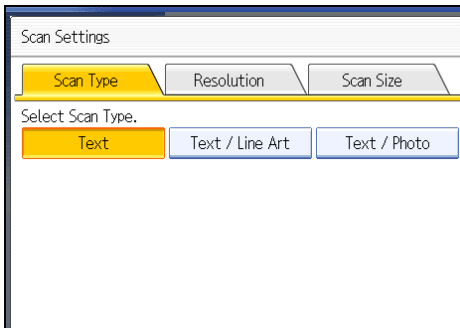 Scan Settings
Scan Type Resolution Scan Size
Select Scan Type.
Text Text / Line Art Text / Photo